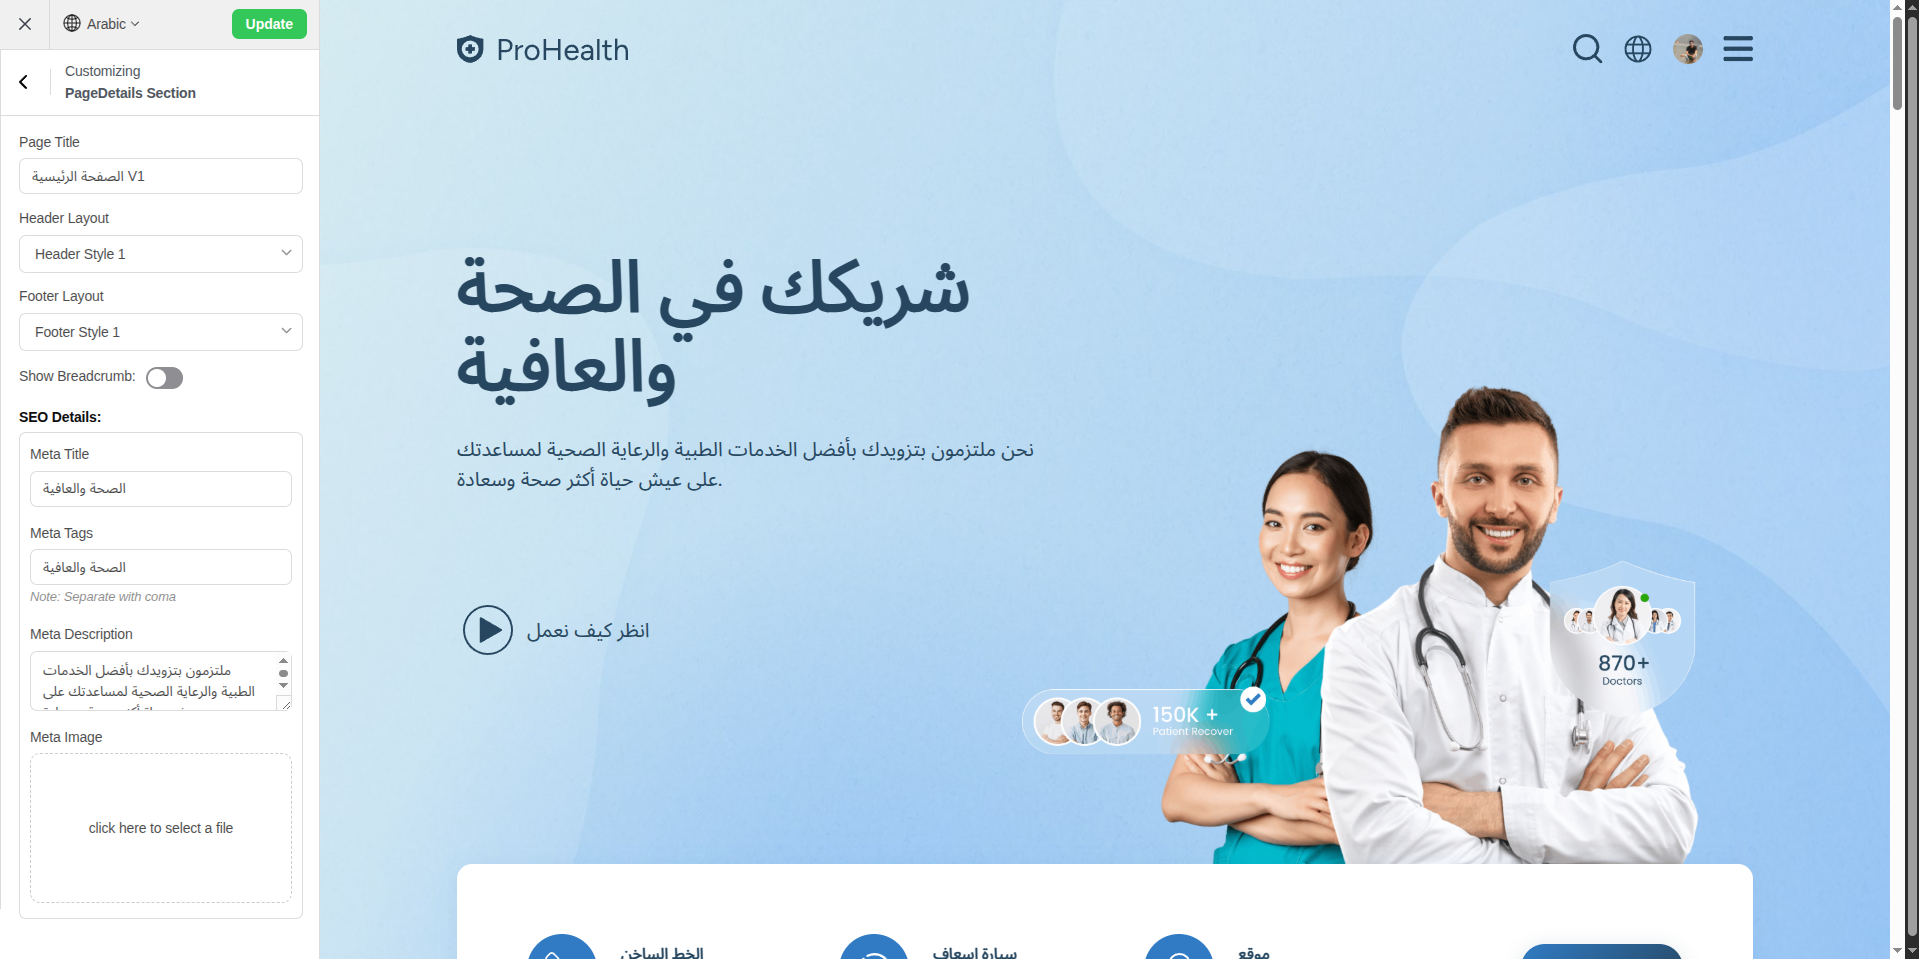 Arabic
Update
Customizing
PageDetails Section
Page Title
الصفحة الرئيسية V1
Header Layout
Header Style 1
Footer Layout
Footer Style 1
Show Breadcrumb:
SEO Details:
Meta Title
الصحة والعافية
Meta Tags
الصحة والعافية
Note: Separate with coma
Meta Description
ملتزمون بتزويدك بأفضل الخدمات
الطبية والرعاية الصحية لمساعدتك على
Meta Image
click here to select a file
ProHealth
شريكك في الصحة
والعافية
نحن ملتزمون بتزويدك بأفضل الخدمات الطبية والرعاية الصحية لمساعدتك
على عيش حياة أكثر صحة وسعادة.
انظر كيف نعمل
870+
Doctors
150K +
Patient Recover
الخط الساخن
سيارة اسعاف
موقع